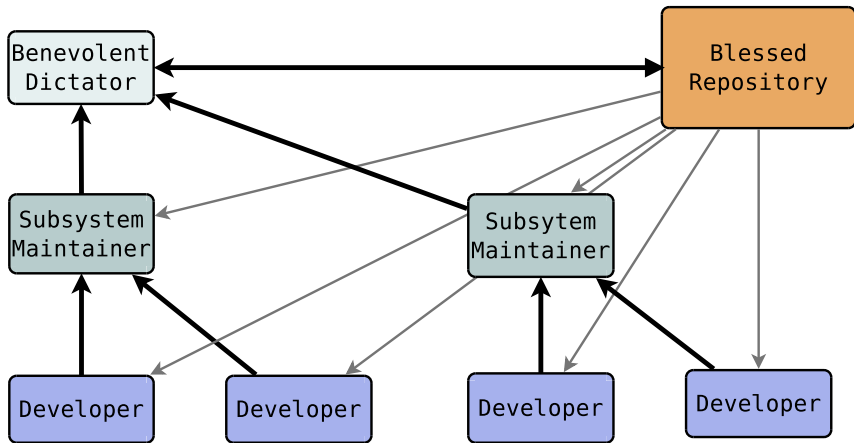 Benevolent
Dictator
Blessed
Repository
Subsystem
Maintainer
Subsytem
Maintainer
Developer
Developer
Developer
Developer